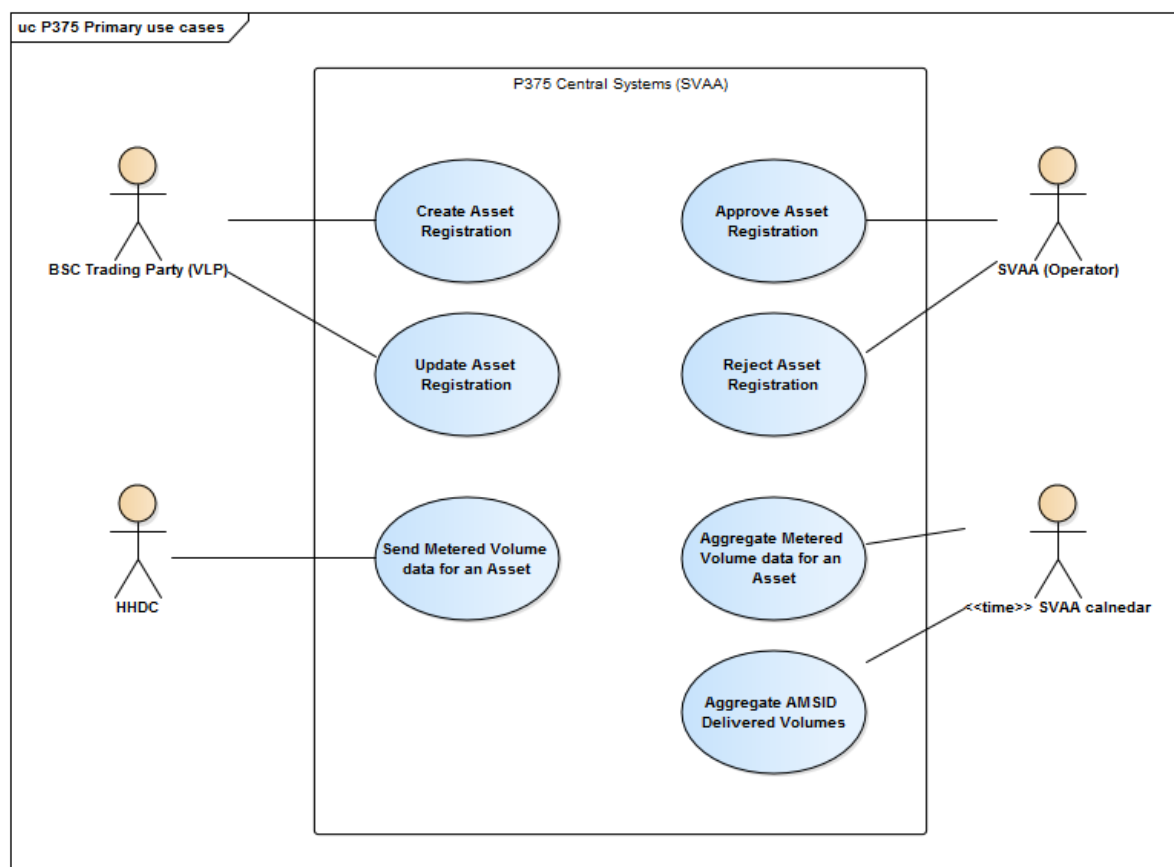 uc P375 Primary use cases
P375 Central Systems (SVAA)
BSC Trading Party (VLP)
Create Asset
Registration
Approve Asset
Registration
SVAA (Operator)
Update Asset
Registration
Reject Asset
Registration
HHDC
Send Metered Volume
data for an Asset
Aggregate Metered
Volume data for an
Asset
<<time>> SVAA calnedar
Aggregate AMSID
Delivered Volumes